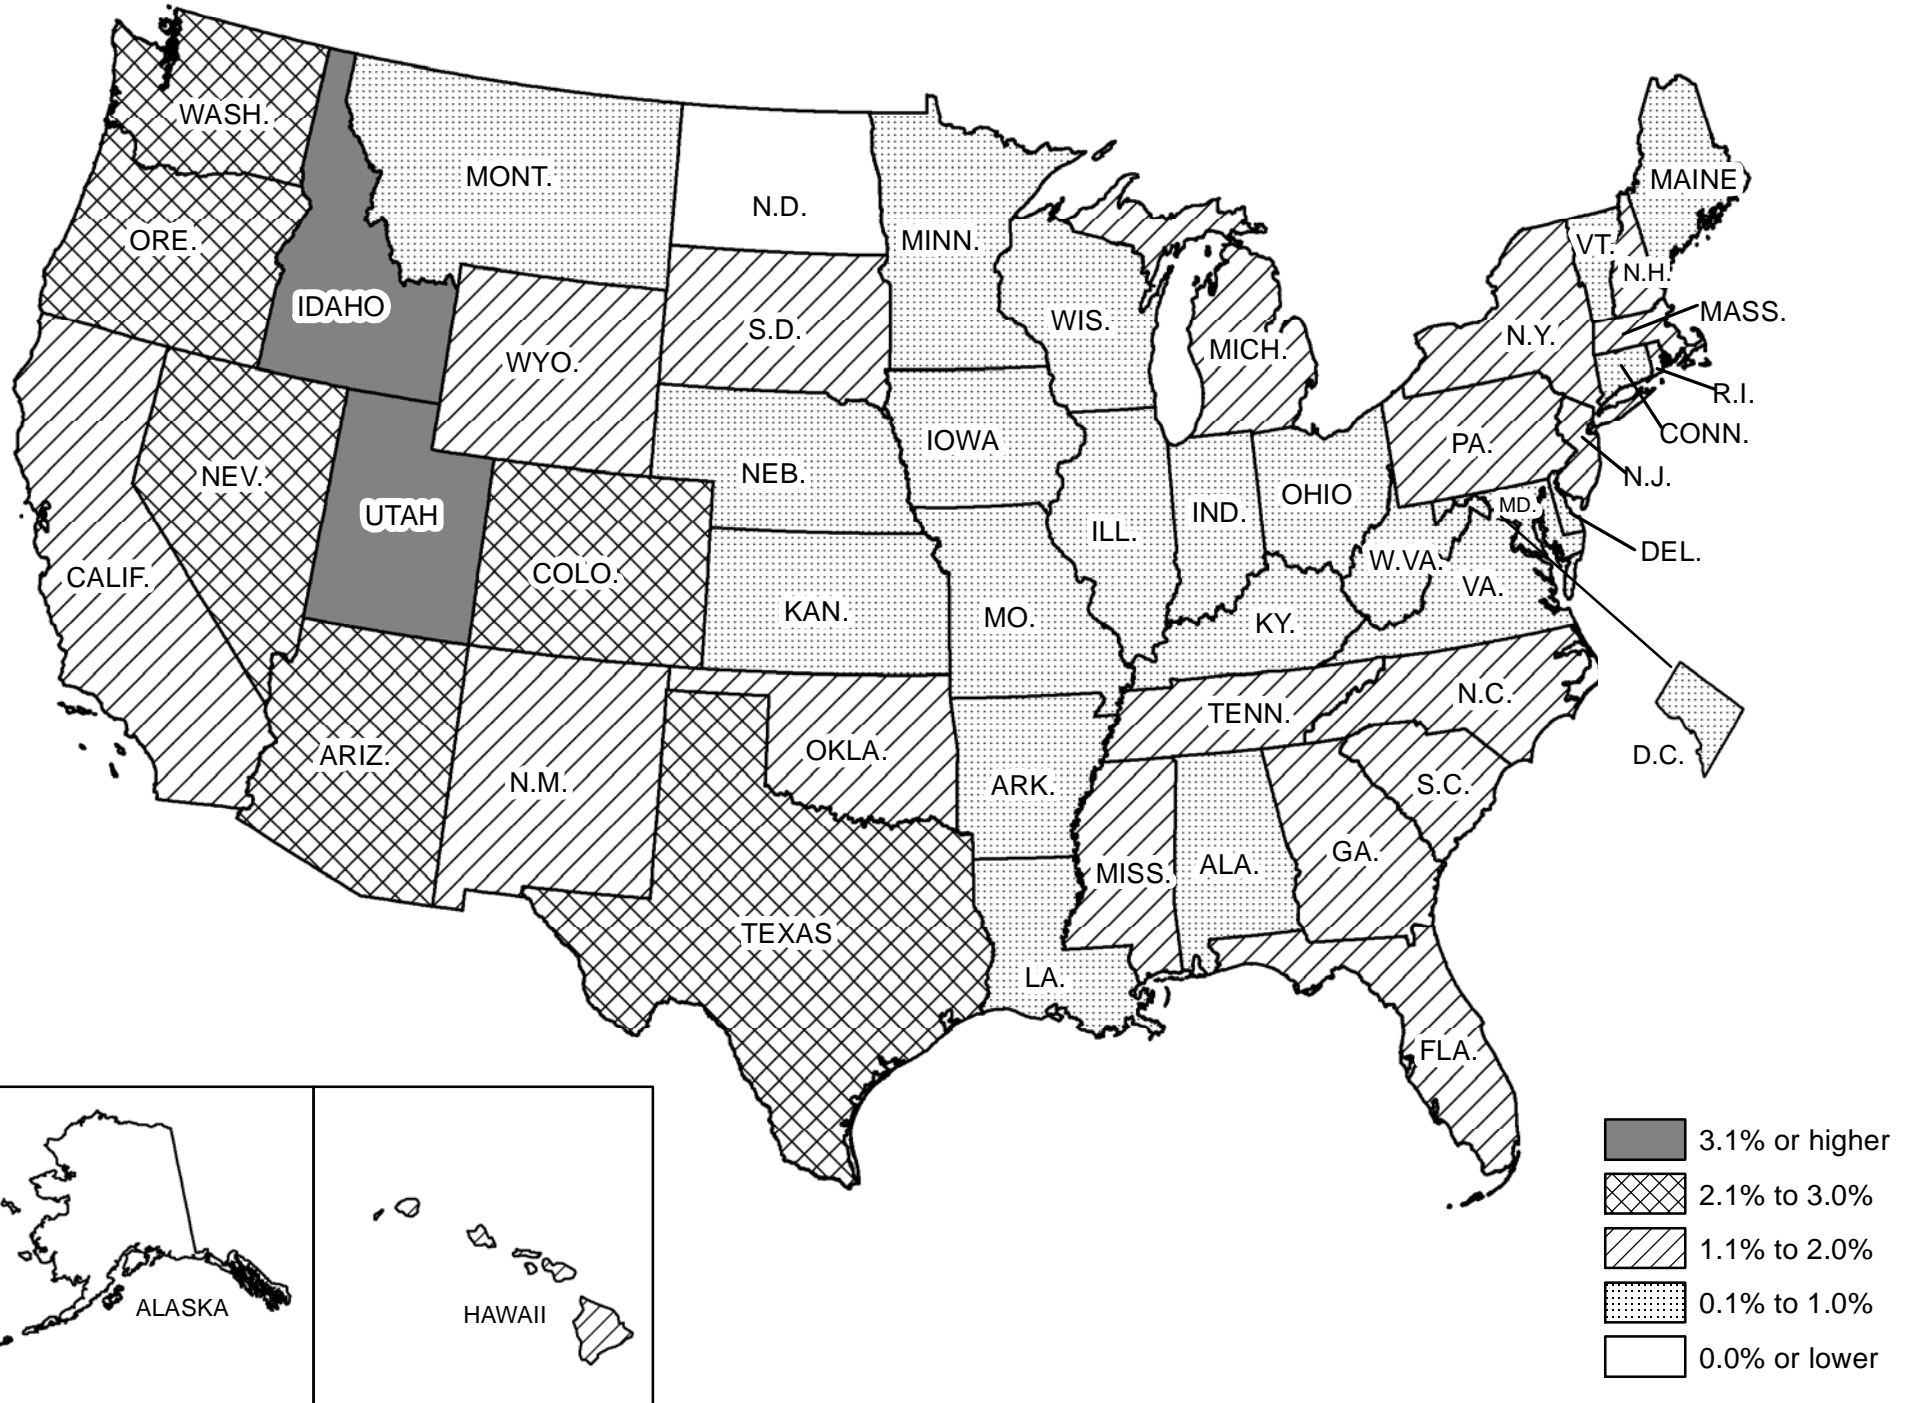 WASH.
MONT.
N.D.
MINN.
MAINE
ORE.
VT.
N.H.
IDAHO
S.D.
WIS.
MICH.
N.Y.
MASS.
WYO.
R.I.
IOWA
CONN.
NEV.
NEB.
PA.
N.J.
UTAH
ILL.
IND.
OHIO
MD.
DEL.
CALIF.
COLO.
KAN.
MO.
KY.
W.VA.
VA.
ARIZ.
N.M.
OKLA.
TENN.
N.C.
D.C.
ARK.
S.C.
TEXAS
MISS.
ALA.
GA.
LA.
FLA.
ALASKA
HAWAII
3.1% or higher
2.1% to 3.0%
1.1% to 2.0%
0.1% to 1.0%
0.0% or lower